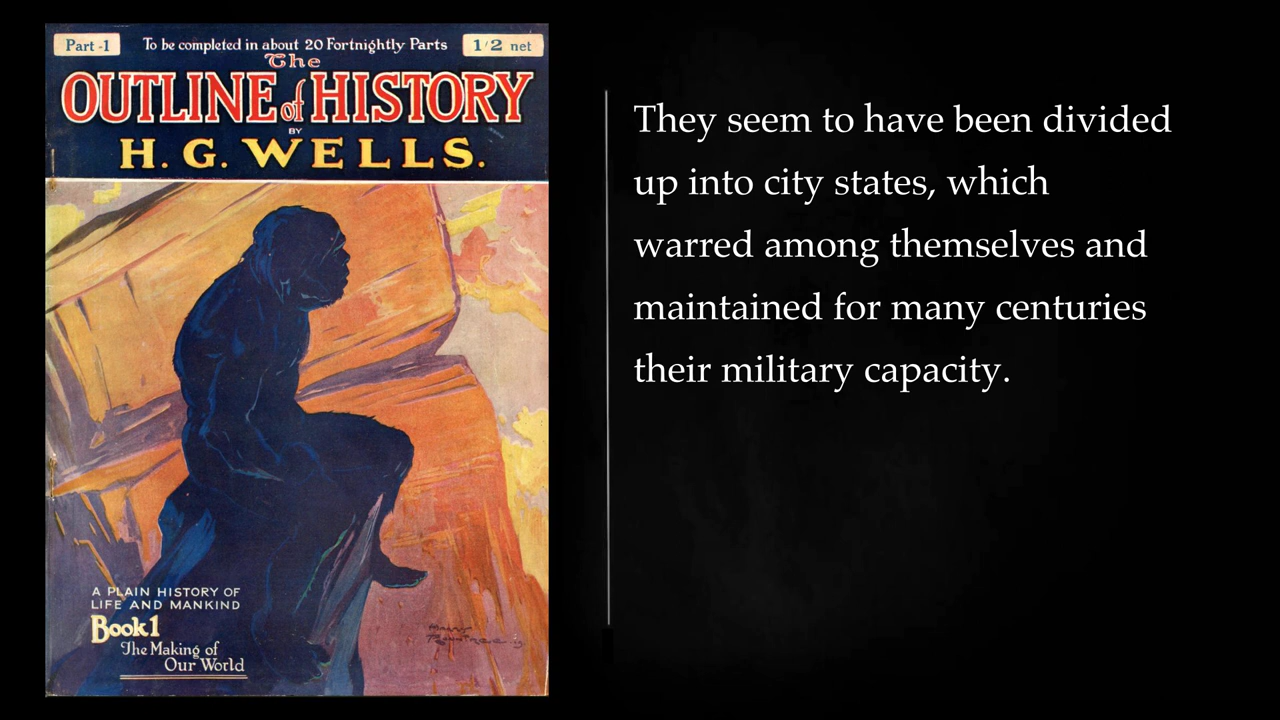 Part -1
To be completed in about 20 Fortnightly Parts
1/2 net
The
OUTLINE of HISTORY
BY
H. G. WELLS.
A PLAIN HISTORY OF
LIFE AND MANKIND
Book 1
The Making of
Our World
They seem to have been divided
up into city states, which
warred among themselves and
maintained for many centuries
their military capacity.